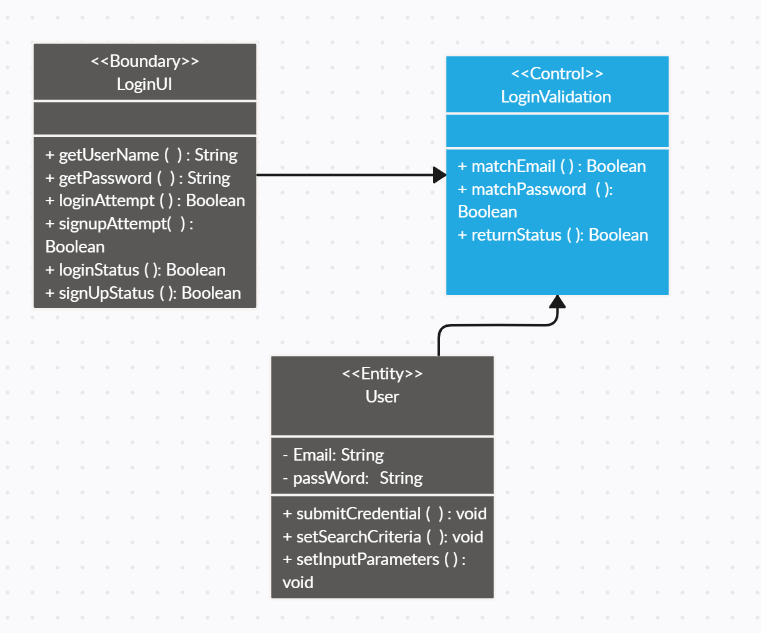 <<Boundary>>
LoginUI
+ getUserName ( ) : String
+ getPassword ( ) : String
+ loginAttempt ( ) : Boolean
+ signupAttempt( ) :
Boolean
+ loginStatus ( ): Boolean
+ signUpStatus ( ): Boolean
<<Control>>
LoginValidation
+ matchEmail ( ) : Boolean
+ matchPassword ( ):
Boolean
+ returnStatus ( ): Boolean
<<Entity>>
User
- Email: String
- passWord: String
+ submitCredential ( ) : void
+ setSearchCriteria ( ): void
+ setInputParameters ( ) :
void